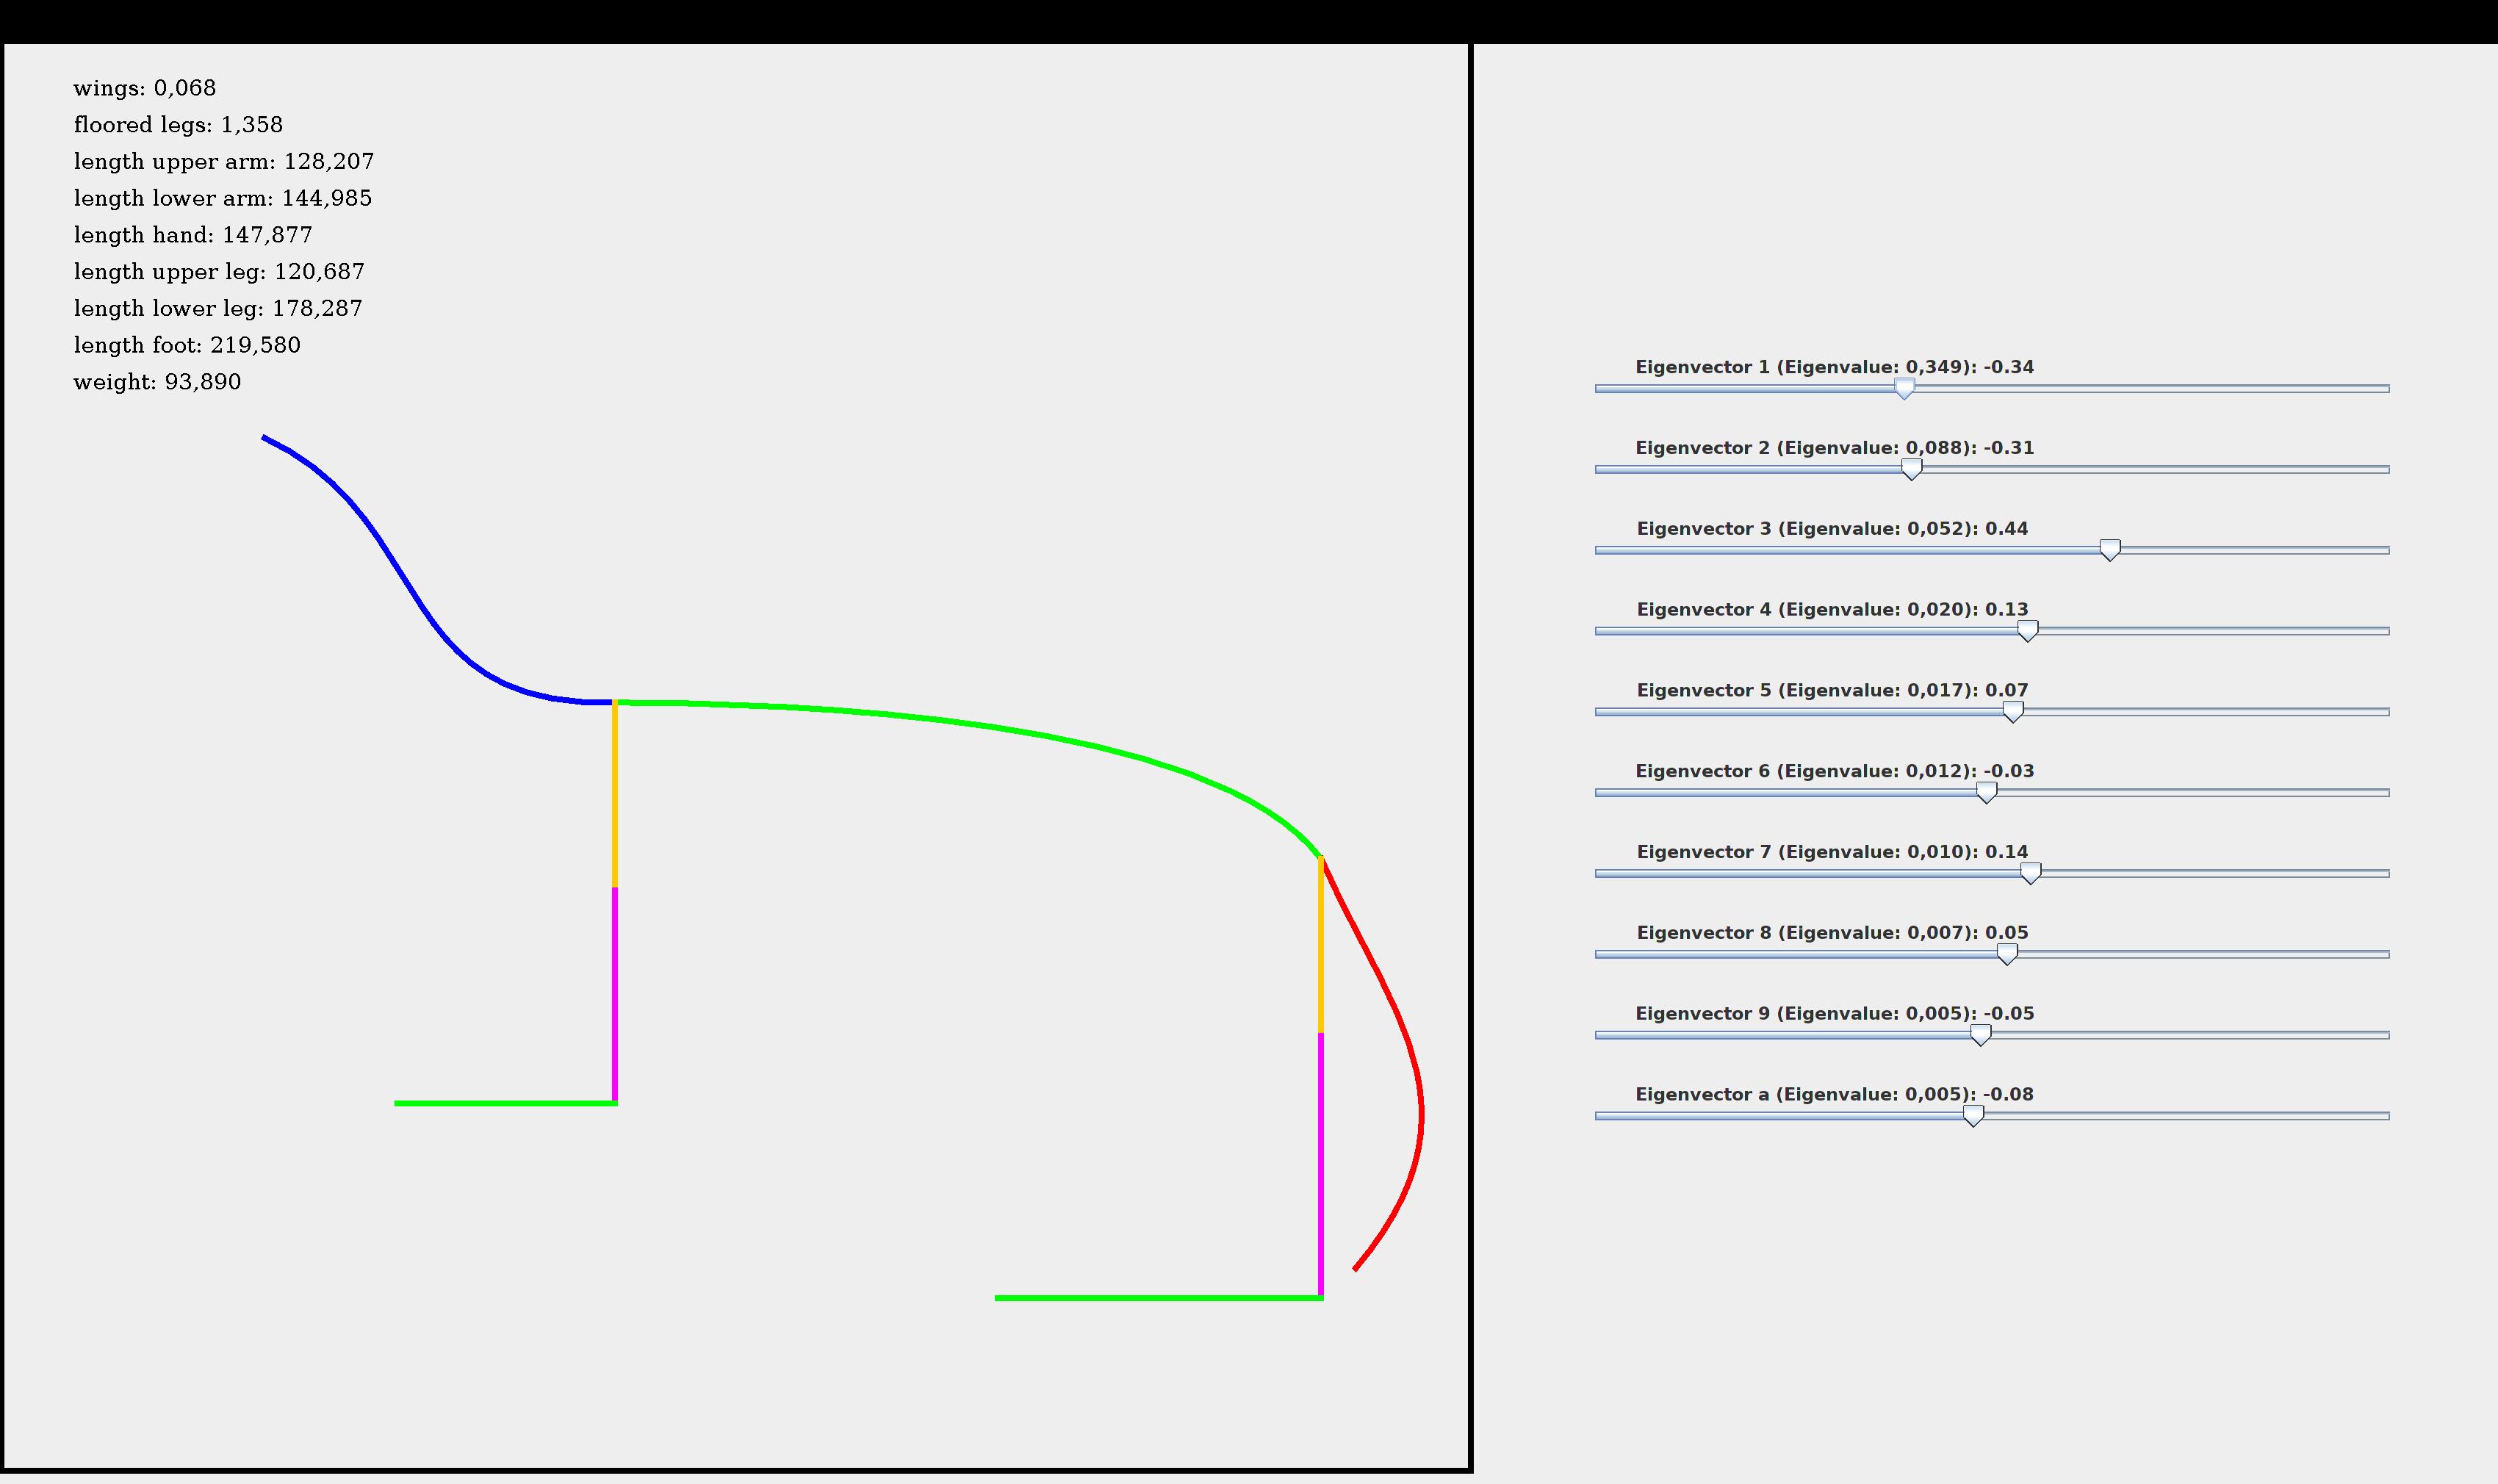 wings: 0,068
floored legs: 1,358
length upper arm: 128,207
length lower arm: 144,985
length hand: 147,877
length upper leg: 120,687
length lower leg: 178,287
length foot: 219,580
weight: 93,890
Eigenvector 1 (Eigenvalue: 0,349): -0.34
Eigenvector 2 (Eigenvalue: 0,088): -0.31
Eigenvector 3 (Eigenvalue: 0,052): 0.44
Eigenvector 4 (Eigenvalue: 0,020): 0.13
Eigenvector 5 (Eigenvalue: 0,017): 0.07
Eigenvector 6 (Eigenvalue: 0,012): -0.03
Eigenvector 7 (Eigenvalue: 0,010): 0.14
Eigenvector 8 (Eigenvalue: 0,007): 0.05
Eigenvector 9 (Eigenvalue: 0,005): -0.05
Eigenvector a (Eigenvalue: 0,005): -0.08